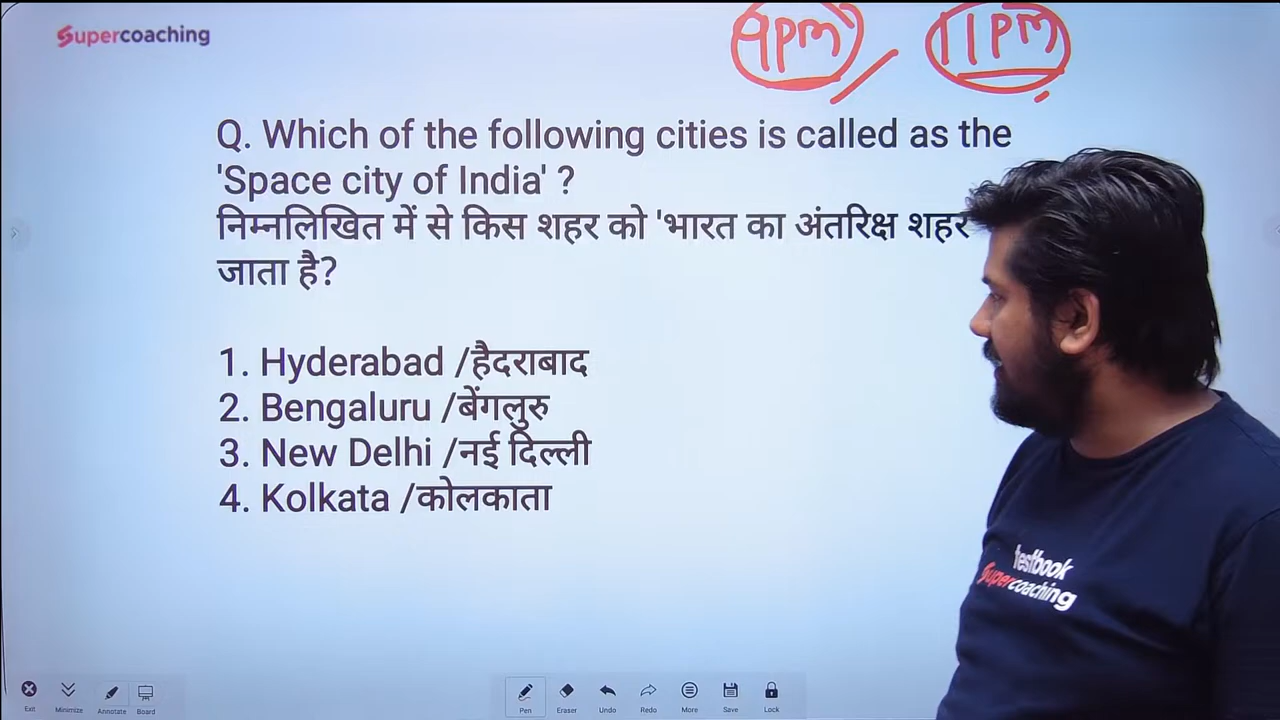 Supercoaching
9pm, 11pm
Q. Which of the following cities is called as the
'Space city of India' ?
निम्नलिखित में से किस शहर को 'भारत का अंतरिक्ष शहर
जाता है?
1. Hyderabad /हैदराबाद
2. Bengaluru /बेंगलुरु
3. New Delhi /नई दिल्ली
4. Kolkata /कोलकाता
testbook
Supercoaching
Exit Minimize Annotate Board Pen Eraser Undo Redo More Save Lock